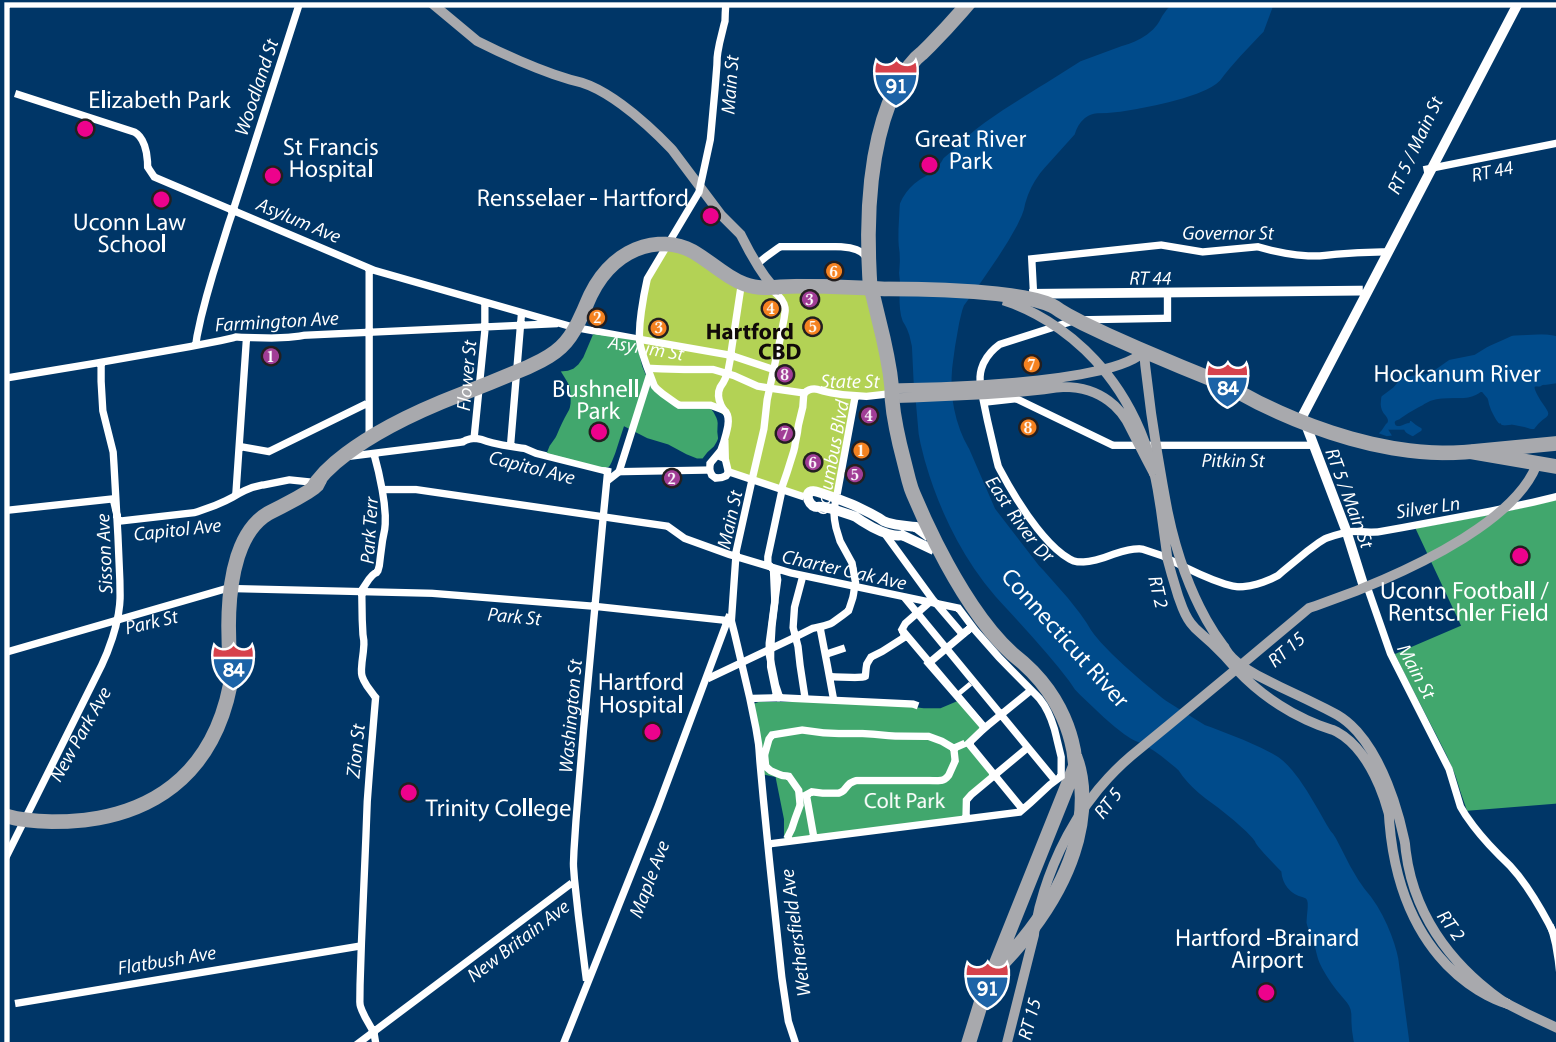 Elizabeth Park
Woodland St
St Francis
Hospital
Uconn Law
School
Asylum Ave
Rensselaer - Hartford
Main St
91
Great River
Park
RT 5 / Main St
RT 44
Governor St
RT 44
Farmington Ave
1
2
3
4
3
5
6
Hartford
CBD
Asylum St
8
State St
Flower St
Bushnell
Park
Columbus Blvd
4
7
1
6
5
2
7
8
84
Hockanum River
Capitol Ave
Pitkin St
RT 5 / Main St
Silver Ln
East River Dr
Sisson Ave
Capitol Ave
Park Terr
Main St
Charter Oak Ave
Connecticut River
RT 2
Uconn Football /
Rentschler Field
Park St
Park St
84
RT 15
Main St
New Park Ave
Zion St
Washington St
Hartford
Hospital
Trinity College
Colt Park
RT 5
Maple Ave
Wethersfield Ave
New Britain Ave
Flatbush Ave
91
RT 15
Hartford -Brainard
Airport
RT 2